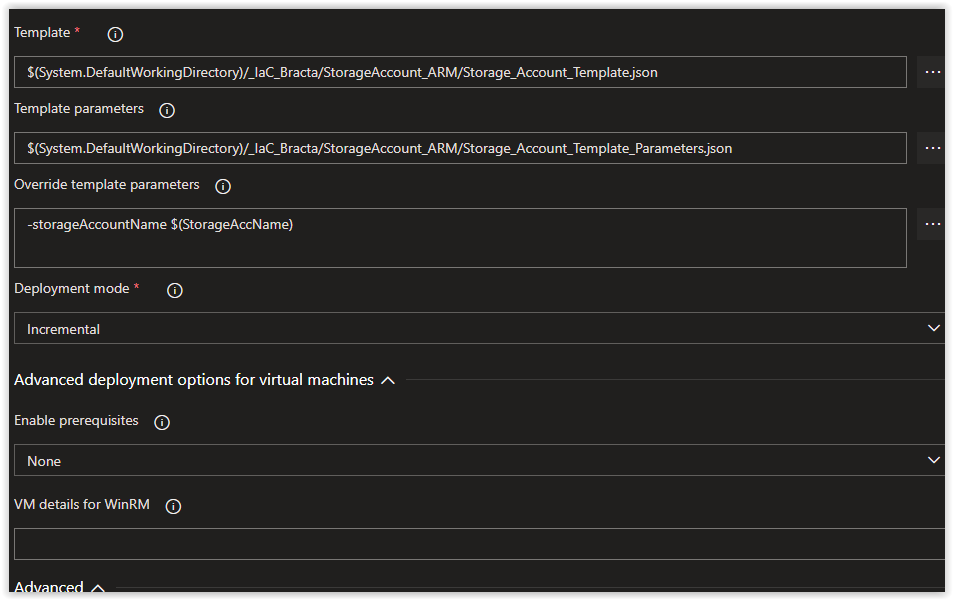 Template *
$(System.DefaultWorkingDirectory)/_IaC_Bracta/StorageAccount_ARM/Storage_Account_Template.json
Template parameters
$(System.DefaultWorkingDirectory)/_IaC_Bracta/StorageAccount_ARM/Storage_Account_Template_Parameters.json
Override template parameters
-storageAccountName $(StorageAccName)
Deployment mode *
Incremental
Advanced deployment options for virtual machines
Enable prerequisites
None
VM details for WinRM
Advanced